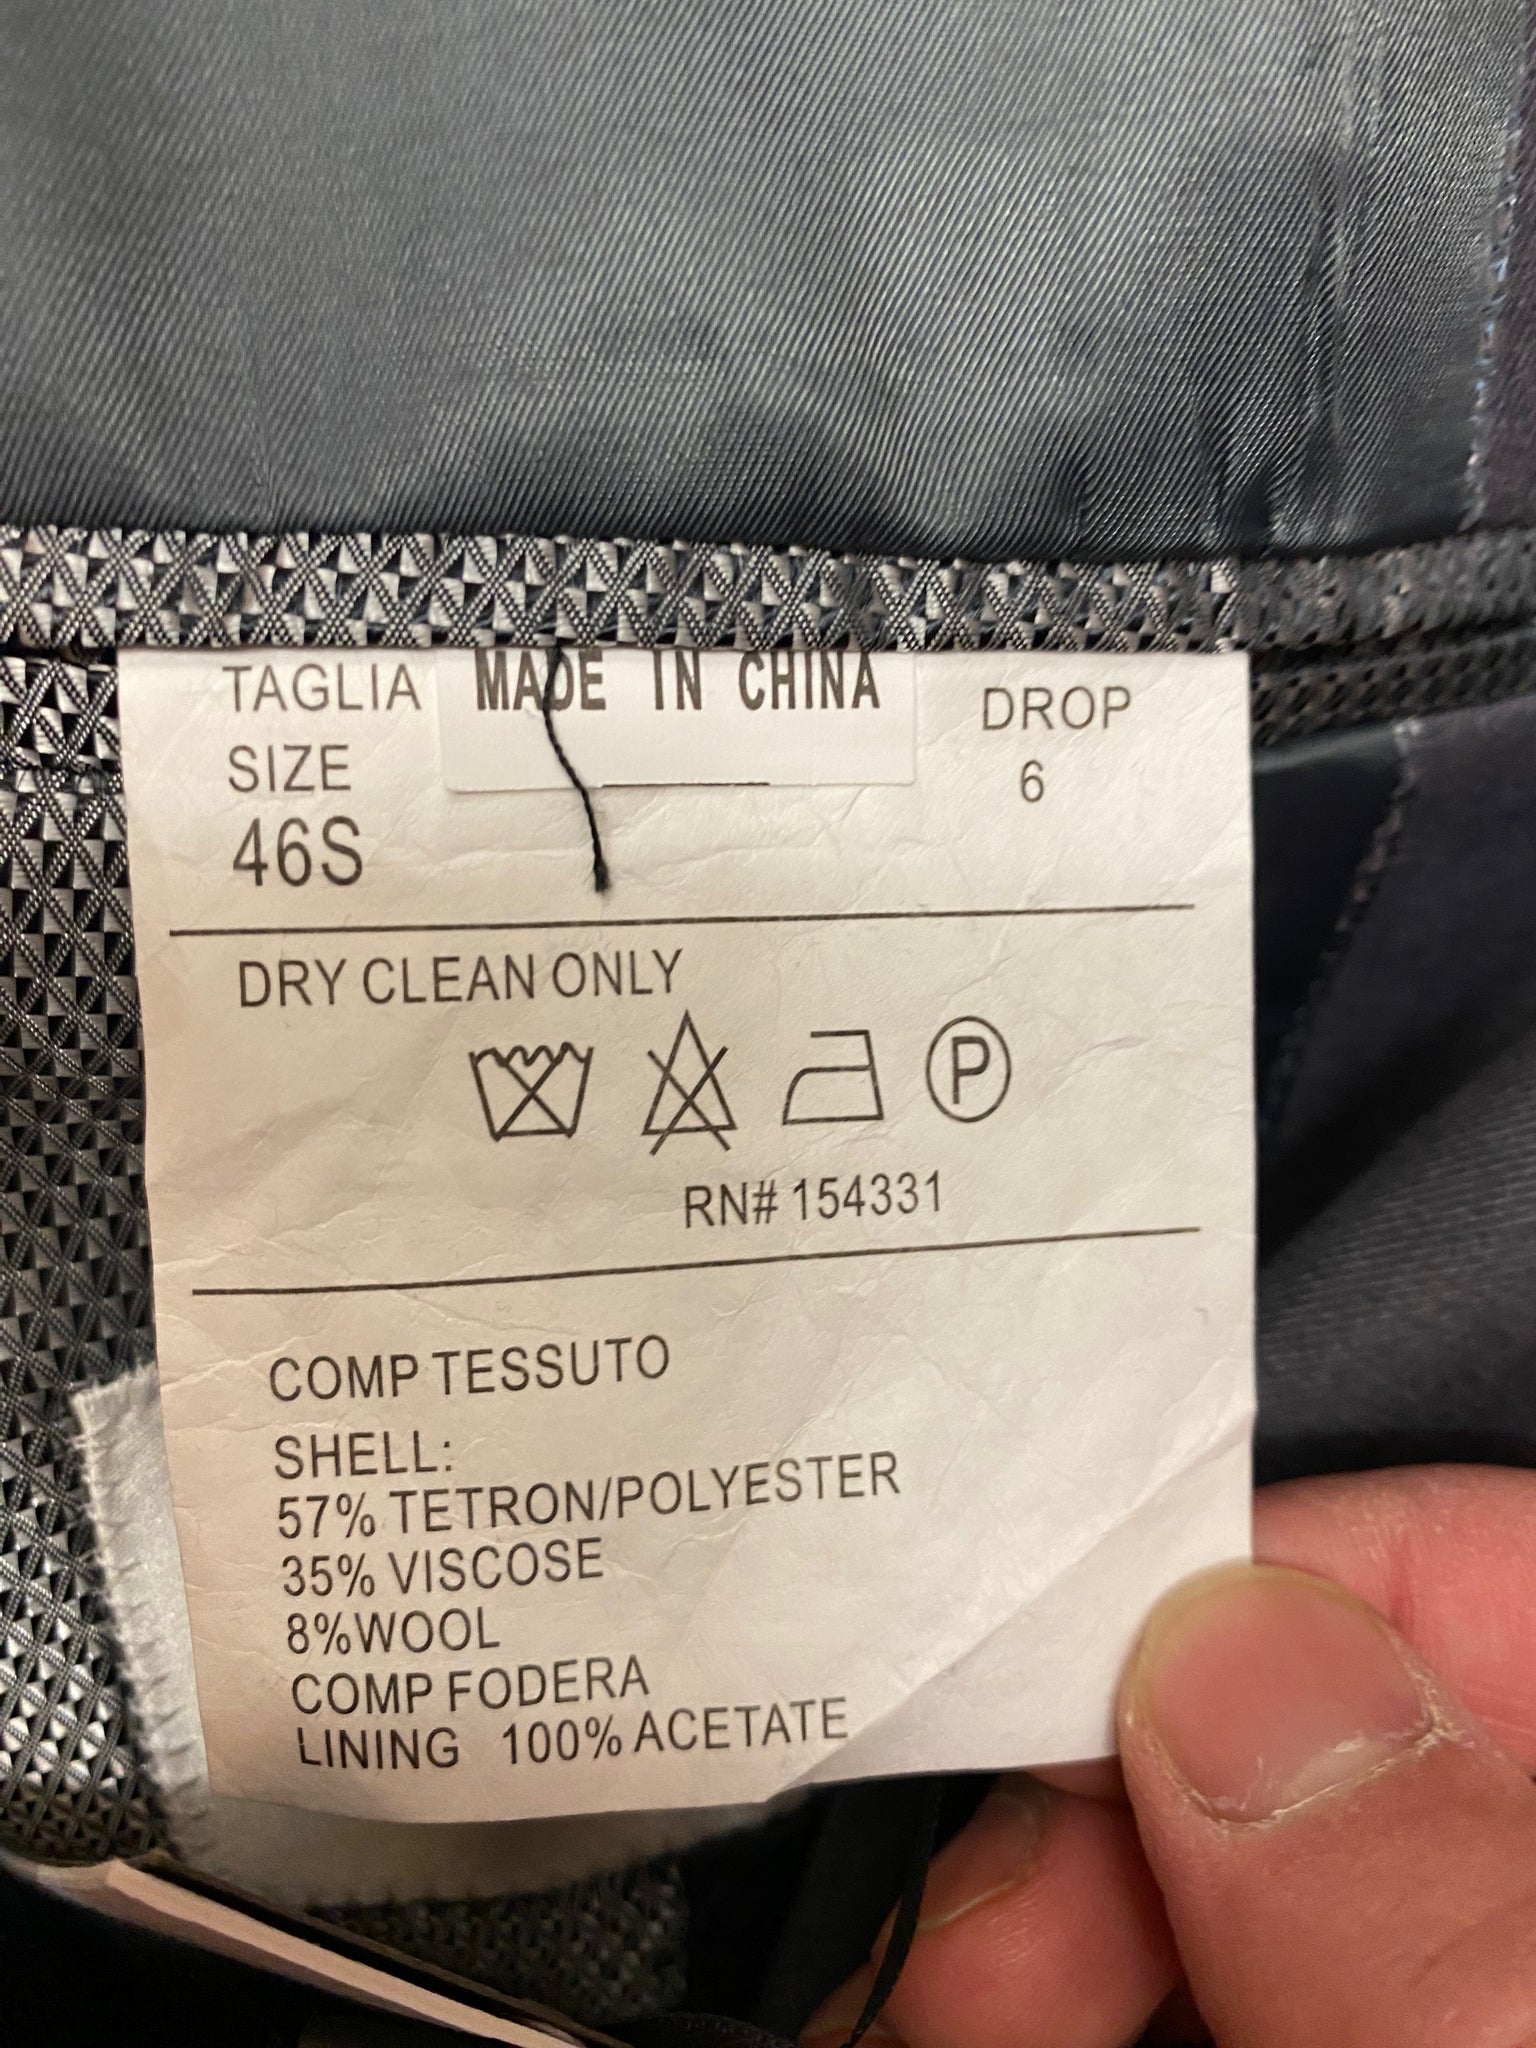 TAGLIA
SIZE
46S
MADE IN CHINA
DROP
6
DRY CLEAN ONLY
P
RN# 154331
COMP TESSUTO
SHELL:
57% TETRON/POLYESTER
35% VISCOSE
8%WOOL
COMP FODERA
LINING 100% ACETATE